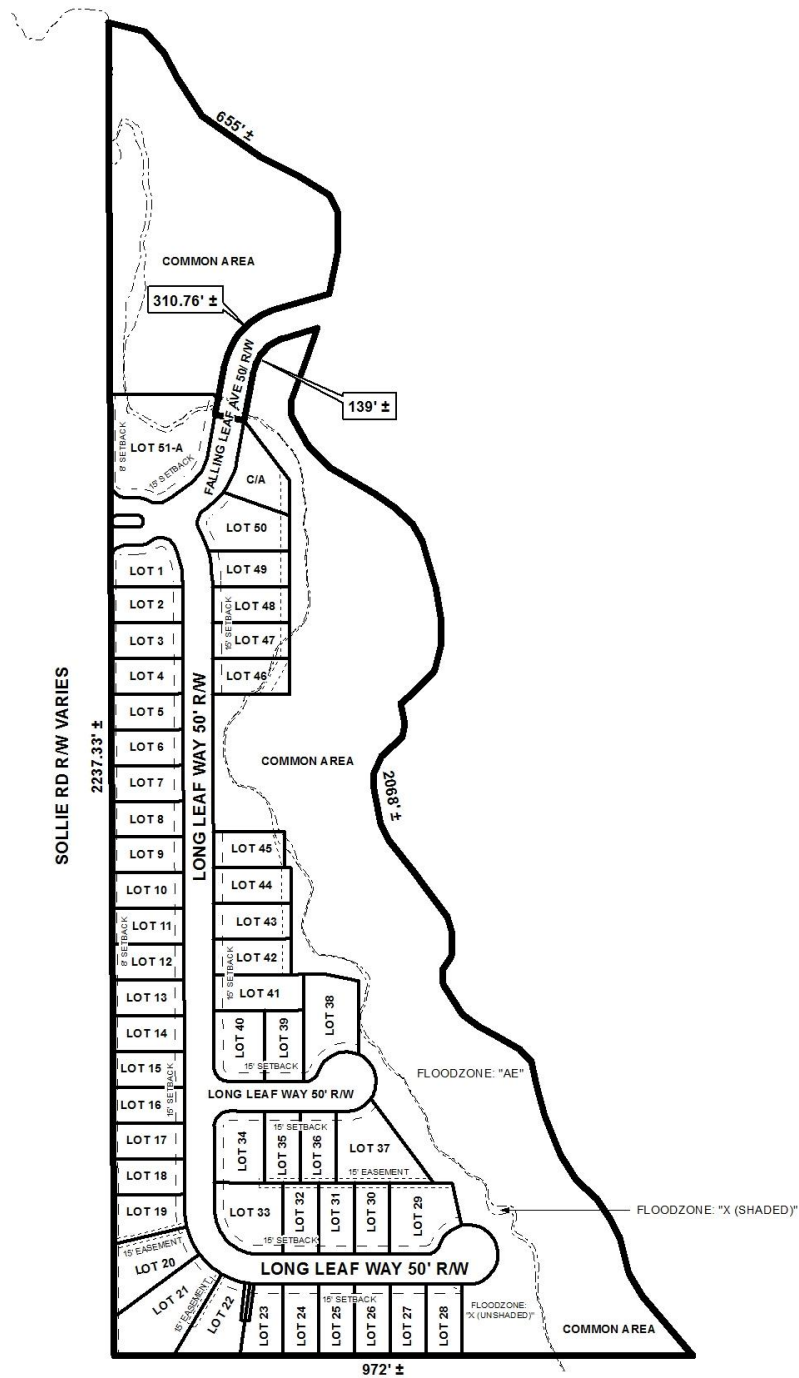 655' ±
COMMON AREA
310.76' ±
FALLING LEAF AVE 50' R/W
139' ±
8' SETBACK
LOT 51-A
15' SETBACK
C/A
LOT 50
LOT 1
LOT 49
LOT 2
LOT 48
15' SETBACK
LOT 3
LOT 47
LOT 4
LOT 46
SOLLIE RD R/W VARIES
2237.33' ±
LONG LEAF WAY 50' R/W
LOT 5
LOT 6
COMMON AREA
LOT 7
2068' ±
LOT 8
LOT 9
LOT 45
LOT 10
LOT 44
LOT 11
LOT 43
8' SETBACK
LOT 12
LOT 42
15' SETBACK
LOT 13
LOT 41
LOT 14
LOT 40
LOT 39
LOT 38
15' SETBACK
LOT 15
15' SETBACK
FLOODZONE: "AE"
LOT 16
LONG LEAF WAY 50' R/W
15' SETBACK
LOT 17
LOT 34
LOT 35
LOT 36
LOT 37
15' EASEMENT
LOT 18
LOT 19
LOT 33
LOT 32
LOT 31
LOT 30
LOT 29
15' SETBACK
FLOODZONE: "X (SHADED)"
15' EASEMENT
LOT 20
LONG LEAF WAY 50' R/W
LOT 21
15' EASEMENT
LOT 22
15' SETBACK
LOT 23
LOT 24
LOT 25
LOT 26
LOT 27
LOT 28
FLOODZONE:
"X (UNSHADED)"
COMMON AREA
972' ±